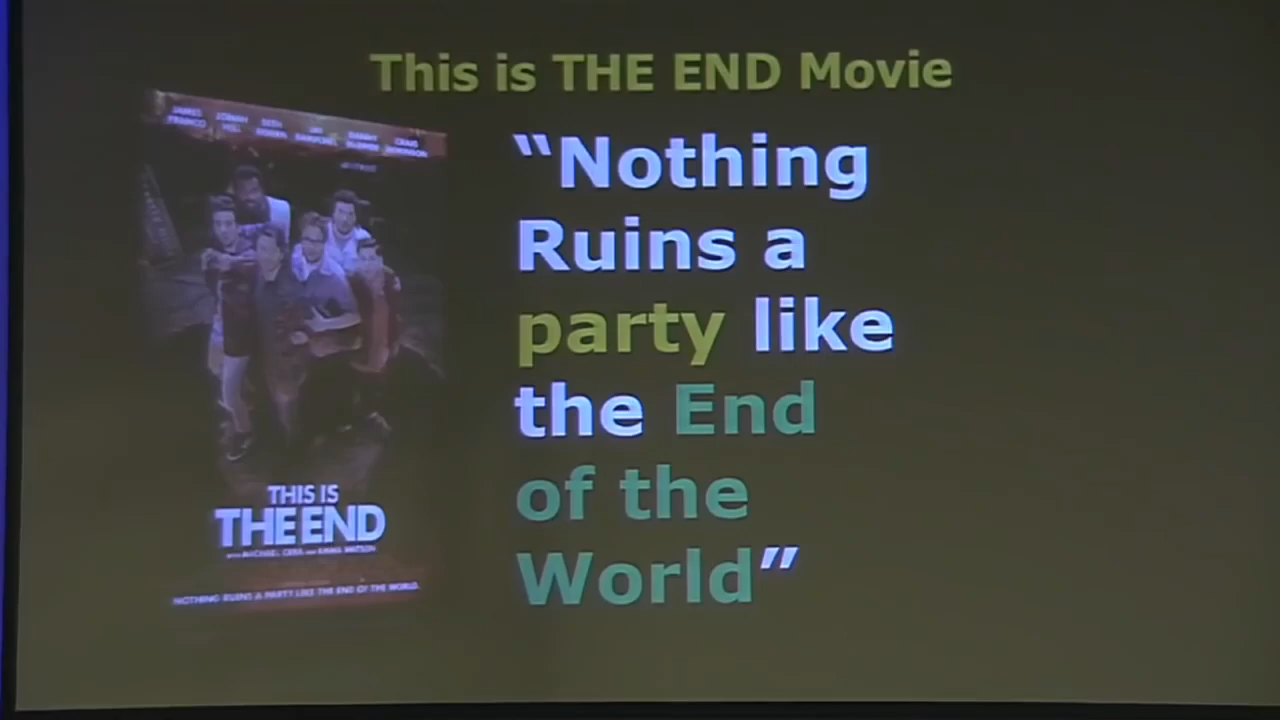 This is THE END Movie
JAMES FRANCO
JONAH HILL
SETH ROGEN
JAY BARUCHEL
DANNY McBRIDE
CRAIG ROBINSON
"Nothing
Ruins a
party like
the End
of the
World"
THIS IS
THE END
WITH MICHAEL CERA AND EMMA WATSON
NOTHING RUINS A PARTY LIKE THE END OF THE WORLD.